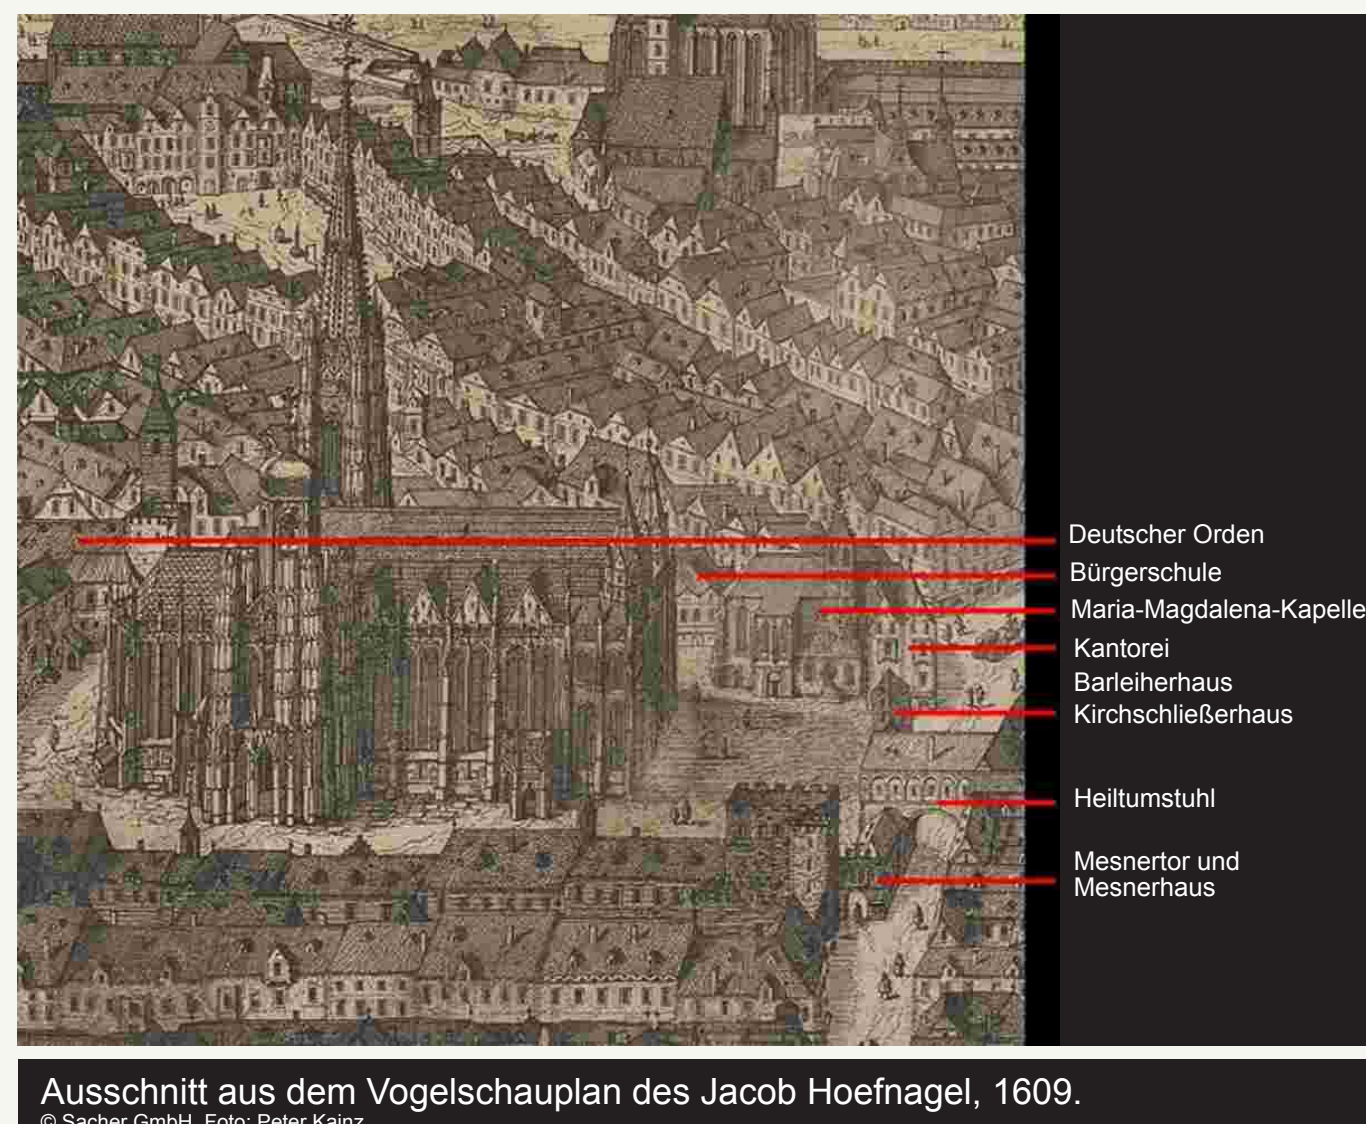 Deutscher Orden
Bürgerschule
Maria-Magdalena-Kapelle
Kantorei
Barleiherhaus
Kirchschließerhaus
Heiltumstuhl
Mesnertor und
Mesnerhaus
Ausschnitt aus dem Vogelschauplan des Jacob Hoefnagel, 1609.
© Sacher GmbH, Foto: Peter Kainz